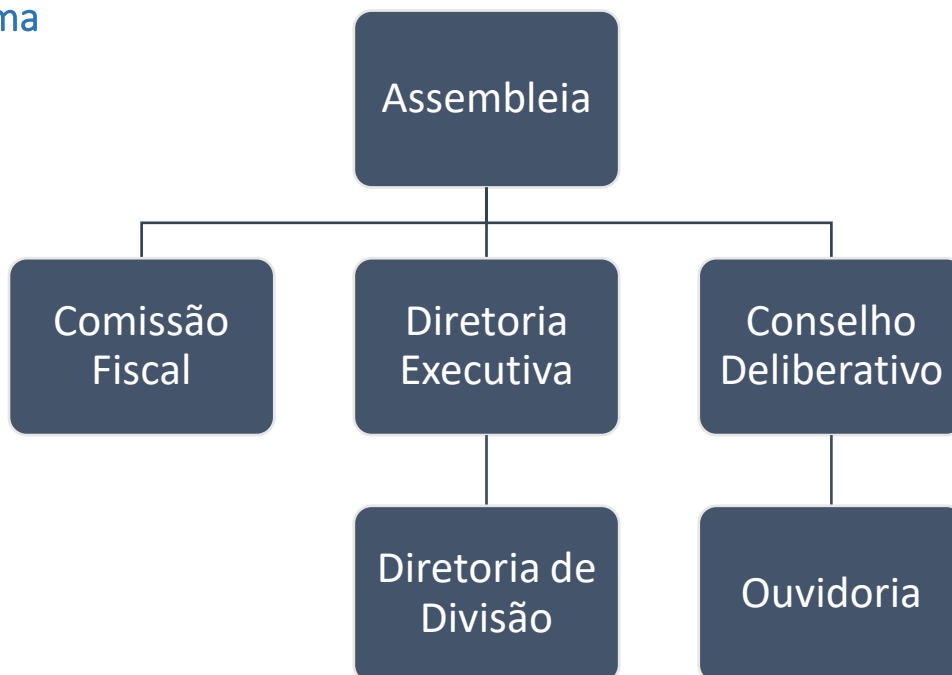 ma
Assembleia
Comissão
Fiscal
Diretoria
Executiva
Conselho
Deliberativo
Diretoria de
Divisão
Ouvidoria